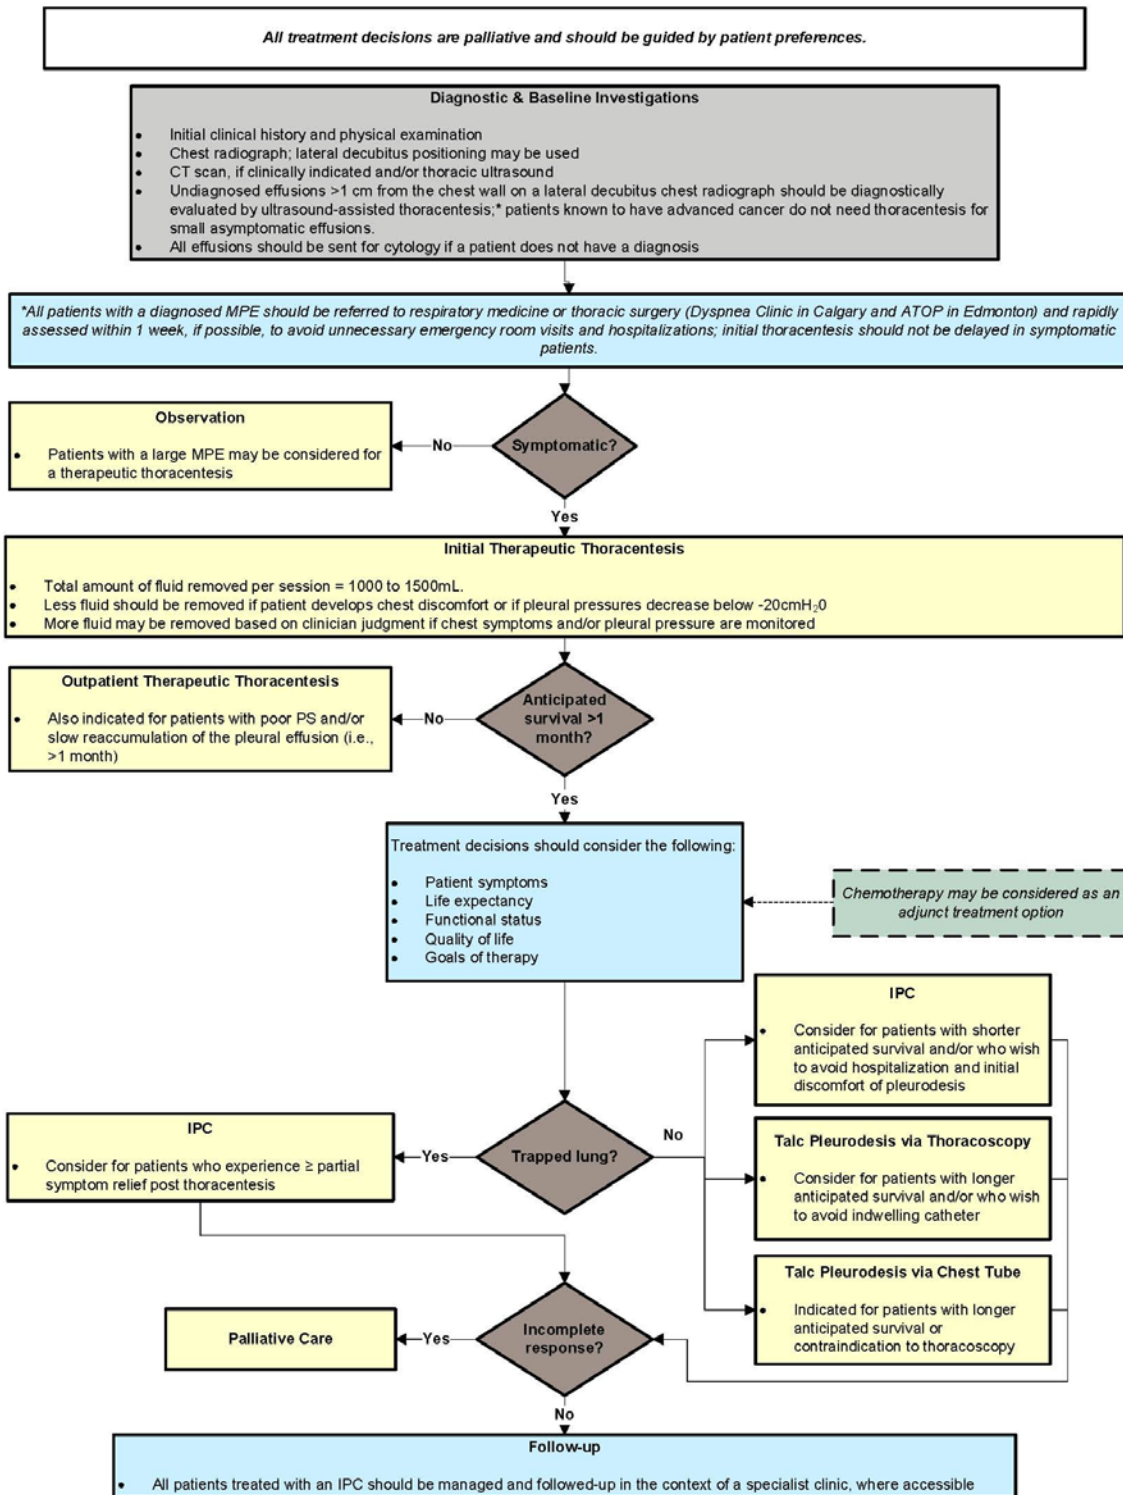 All treatment decisions are palliative and should be guided by patient preferences.
Diagnostic & Baseline Investigations
• Initial clinical history and physical examination
• Chest radiograph; lateral decubitus positioning may be used
• CT scan, if clinically indicated and/or thoracic ultrasound
• Undiagnosed effusions >1 cm from the chest wall on a lateral decubitus chest radiograph should be diagnostically
evaluated by ultrasound-assisted thoracentesis;* patients known to have advanced cancer do not need thoracentesis for
small asymptomatic effusions.
• All effusions should be sent for cytology if a patient does not have a diagnosis
*All patients with a diagnosed MPE should be referred to respiratory medicine or thoracic surgery (Dyspnea Clinic in Calgary and ATOP in Edmonton) and rapidly
assessed within 1 week, if possible, to avoid unnecessary emergency room visits and hospitalizations; initial thoracentesis should not be delayed in symptomatic
patients.
Symptomatic?
No
Observation
• Patients with a large MPE may be considered for
a therapeutic thoracentesis
Yes
Initial Therapeutic Thoracentesis
• Total amount of fluid removed per session = 1000 to 1500mL.
• Less fluid should be removed if patient develops chest discomfort or if pleural pressures decrease below -20cmH₂0
• More fluid may be removed based on clinician judgment if chest symptoms and/or pleural pressure are monitored
Anticipated
survival >1
month?
No
Outpatient Therapeutic Thoracentesis
• Also indicated for patients with poor PS and/or
slow reaccumulation of the pleural effusion (i.e.,
>1 month)
Yes
Treatment decisions should consider the following:
• Patient symptoms
• Life expectancy
• Functional status
• Quality of life
• Goals of therapy
Chemotherapy may be considered as an
adjunct treatment option
Trapped lung?
Yes
IPC
• Consider for patients who experience ≥ partial
symptom relief post thoracentesis
No
IPC
• Consider for patients with shorter
anticipated survival and/or who wish
to avoid hospitalization and initial
discomfort of pleurodesis
Talc Pleurodesis via Thoracoscopy
• Consider for patients with longer
anticipated survival and/or who wish
to avoid indwelling catheter
Talc Pleurodesis via Chest Tube
• Indicated for patients with longer
anticipated survival or
contraindication to thoracoscopy
Incomplete
response?
Yes
Palliative Care
No
Follow-up
• All patients treated with an IPC should be managed and followed-up in the context of a specialist clinic, where accessible